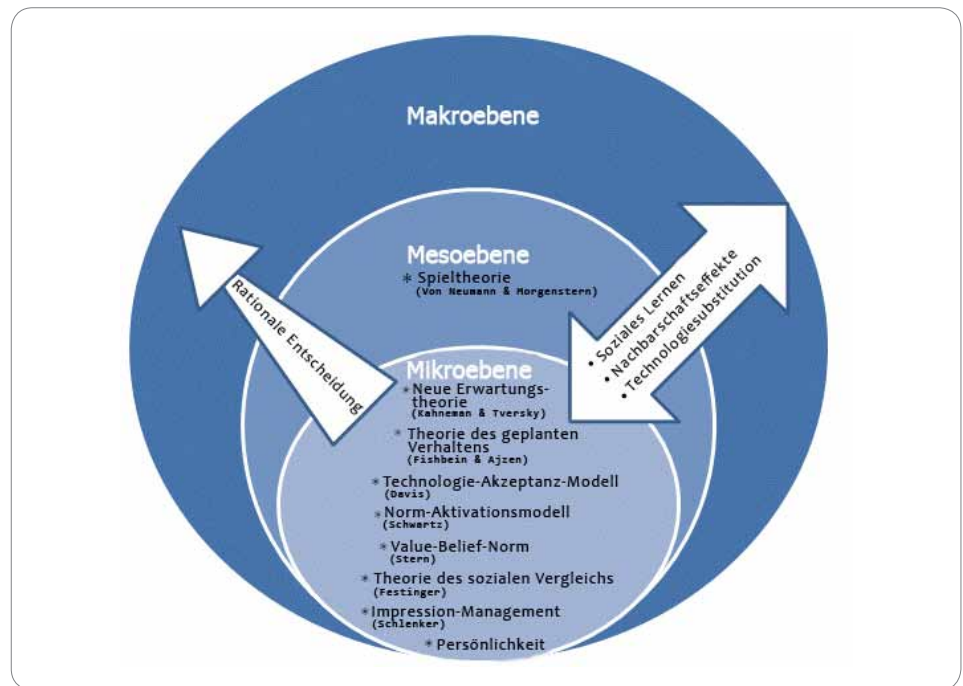 Makroebene
Mesoebene
* Spieltheorie
(Von Neumann & Morgenstern)
Rationale Entscheidung
• Soziales Lernen
• Nachbarschaftseffekte
• Technologiesubstitution
Mikroebene
* Neue Erwartungs-
theorie
(Kahneman & Tversky)
* Theorie des geplanten
Verhaltens
(Fishbein & Ajzen)
* Technologie-Akzeptanz-Modell
(Davis)
* Norm-Aktivationsmodell
(Schwartz)
* Value-Belief-Norm
(Stern)
* Theorie des sozialen Vergleichs
(Festinger)
* Impression-Management
(Schlenker)
* Persönlichkeit